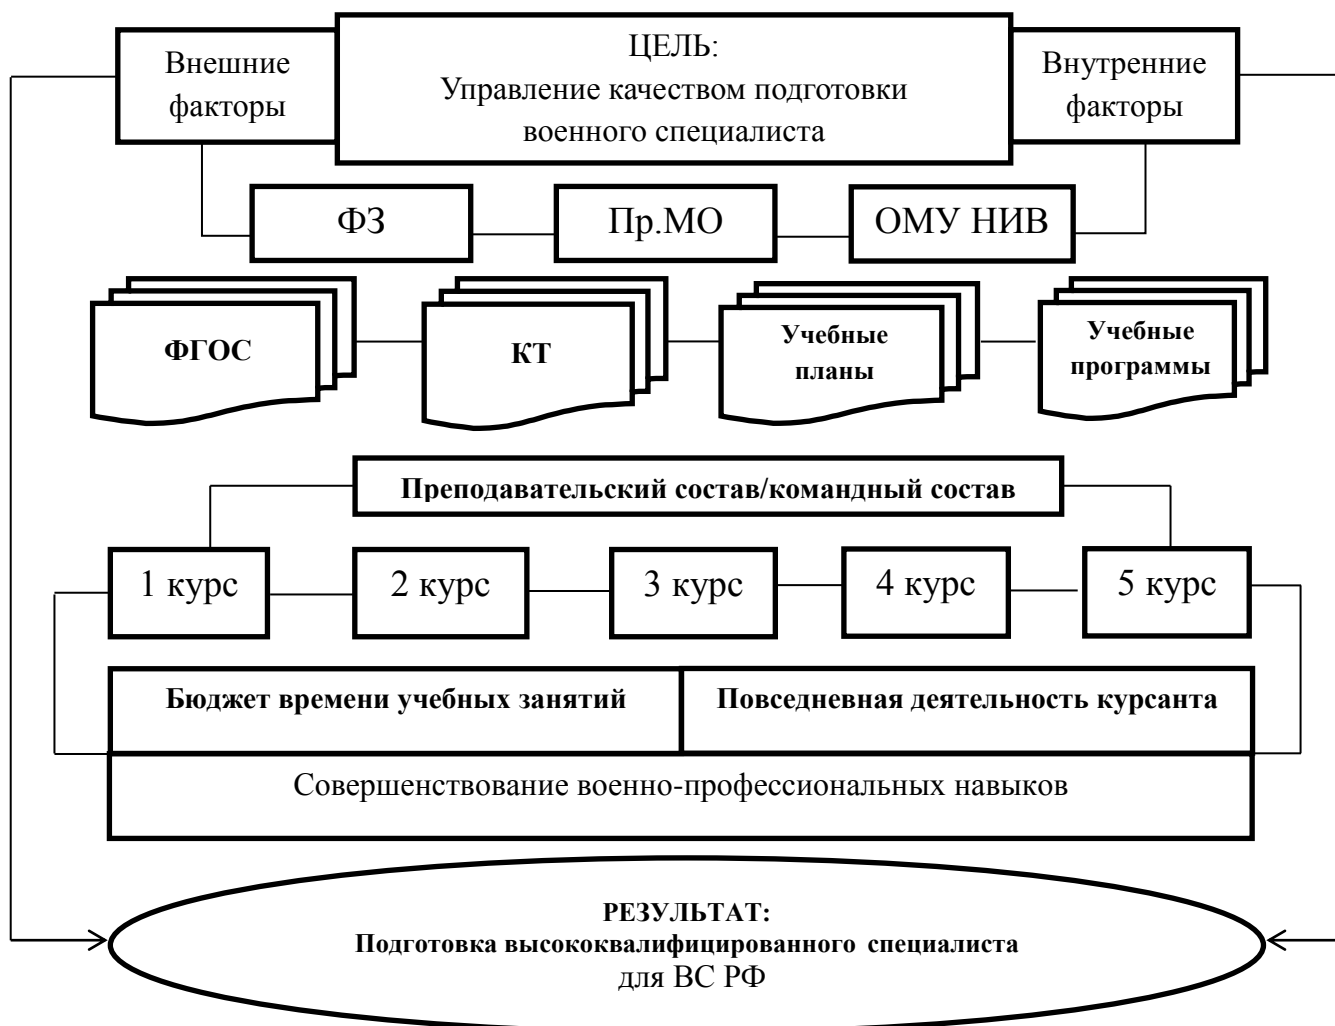 Внешние
факторы
ЦЕЛЬ:
Управление качеством подготовки
военного специалиста
Внутренние
факторы
ФЗ
Пр.МО
ОМУ НИВ
ФГОС
КТ
Учебные
планы
Учебные
программы
Преподавательский состав/командный состав
1 курс
2 курс
3 курс
4 курс
5 курс
Бюджет времени учебных занятий
Повседневная деятельность курсанта
Совершенствование военно-профессиональных навыков
РЕЗУЛЬТАТ:
Подготовка высококвалифицированного специалиста
для ВС РФ